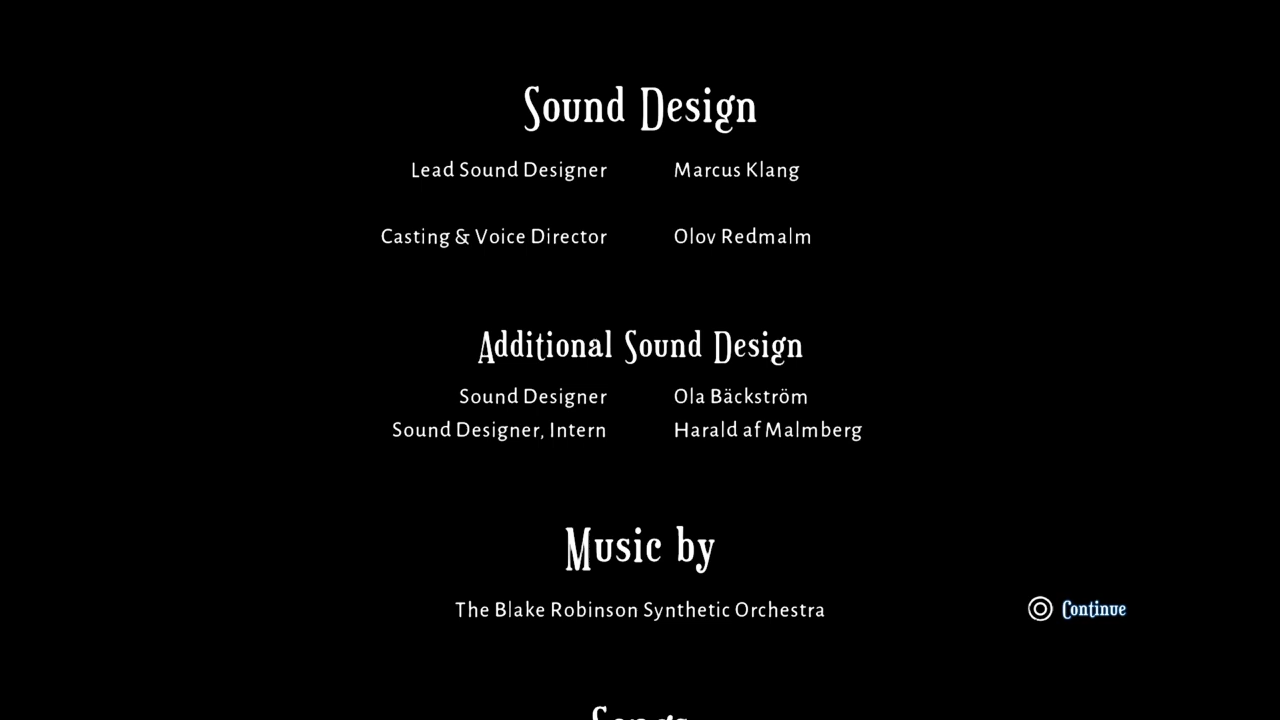 Sound Design
Lead Sound Designer Marcus Klang
Casting & Voice Director Olov Redmalm
Additional Sound Design
Sound Designer Ola Bäckström
Sound Designer, Intern Harald af Malmberg
Music by
The Blake Robinson Synthetic Orchestra
Continue
Songs